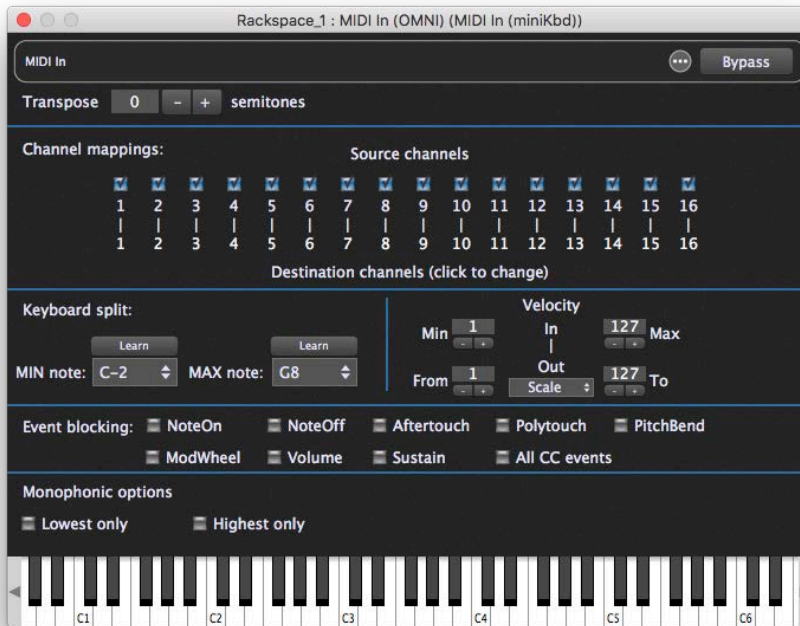 Rackspace_1 : MIDI In (OMNI) (MIDI In (miniKbd))
MIDI In ••• Bypass
Transpose 0 - + semitones
Channel mappings:
Source channels
1 2 3 4 5 6 7 8 9 10 11 12 13 14 15 16
| | | | | | | | | | | | | | | |
1 2 3 4 5 6 7 8 9 10 11 12 13 14 15 16
Destination channels (click to change)
Keyboard split:
Learn Learn
MIN note: C-2 MAX note: G8
Velocity
Min 1 In 127 Max
- + | - +
Out
From 1 Scale 127 To
- + - +
Event blocking: NoteOn NoteOff Aftertouch Polytouch PitchBend
ModWheel Volume Sustain All CC events
Monophonic options
Lowest only Highest only
C1 C2 C3 C4 C5 C6